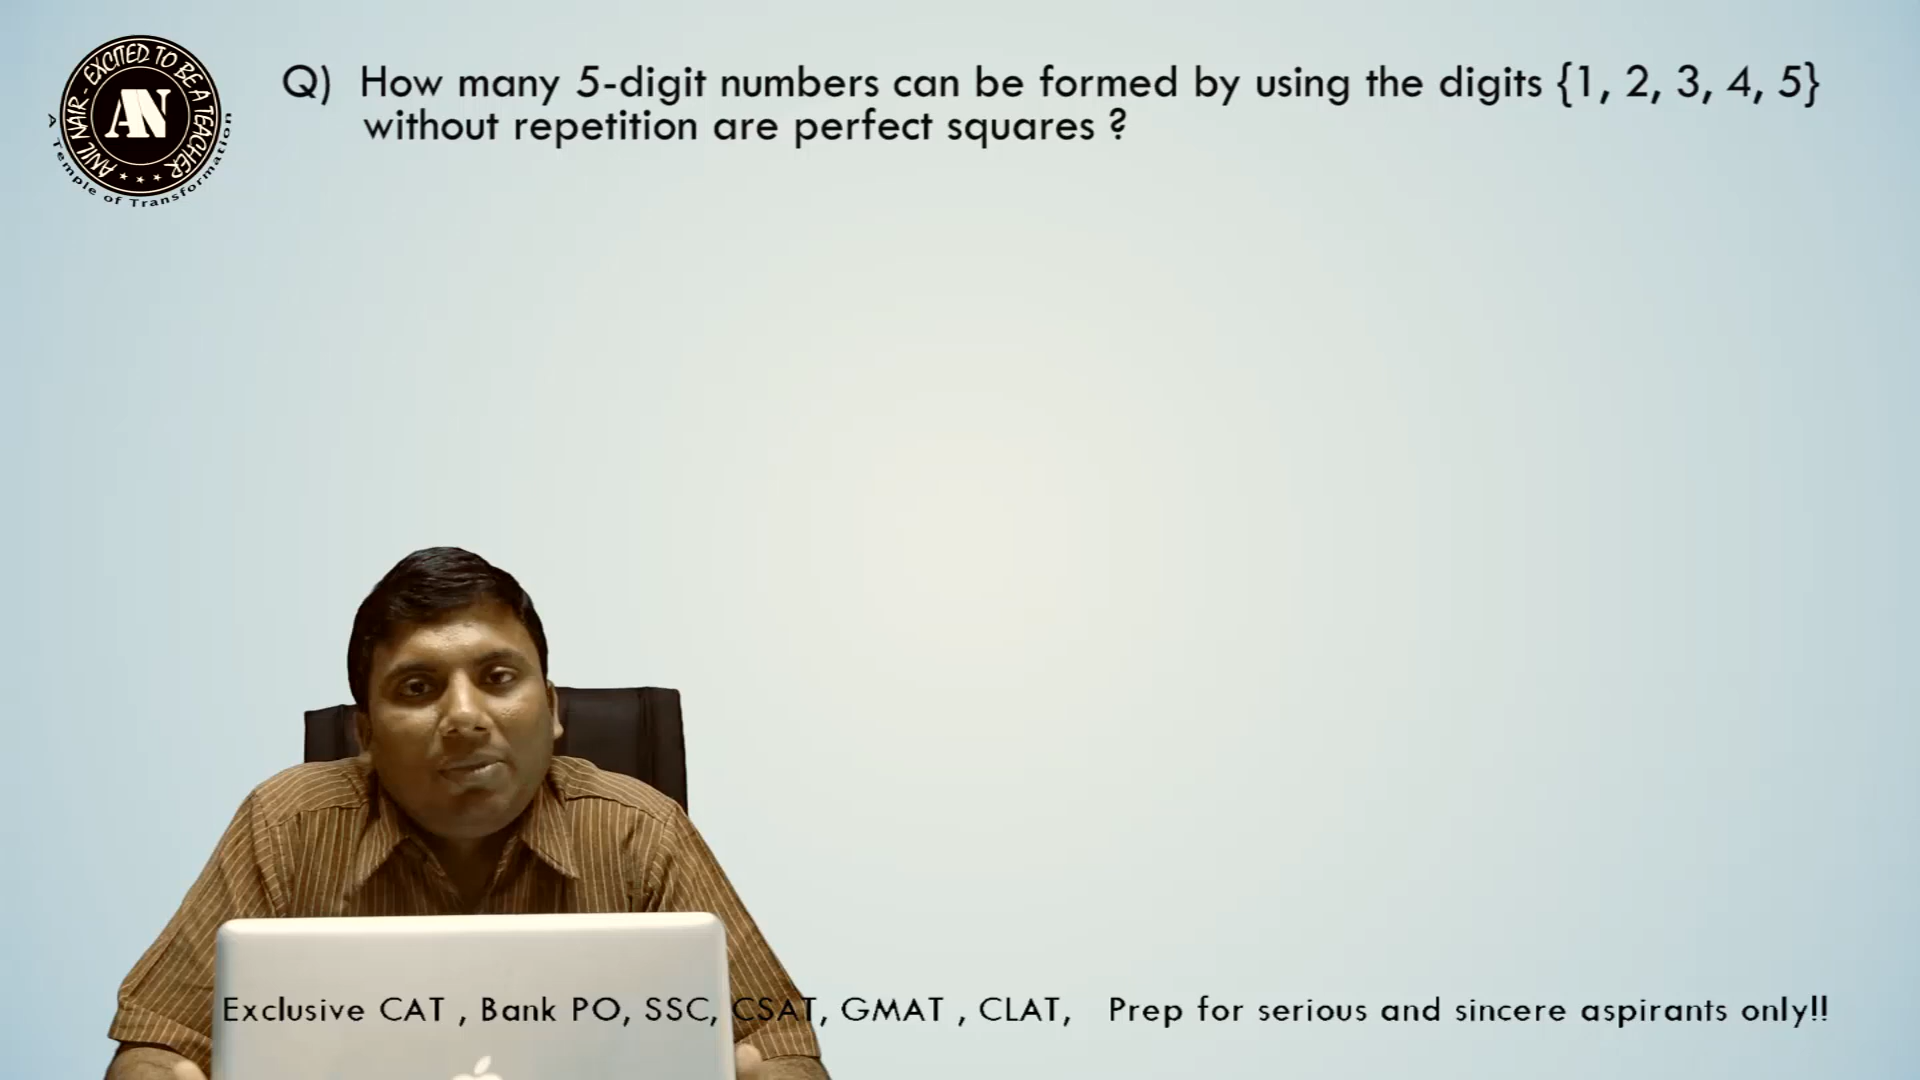 ANIL NAIR - EXCITED TO BE A TEACHER
AN
A Temple of Transformation
Q) How many 5-digit numbers can be formed by using the digits {1, 2, 3, 4, 5}
without repetition are perfect squares ?
Exclusive CAT , Bank PO, SSC, CSAT, GMAT , CLAT, Prep for serious and sincere aspirants only!!